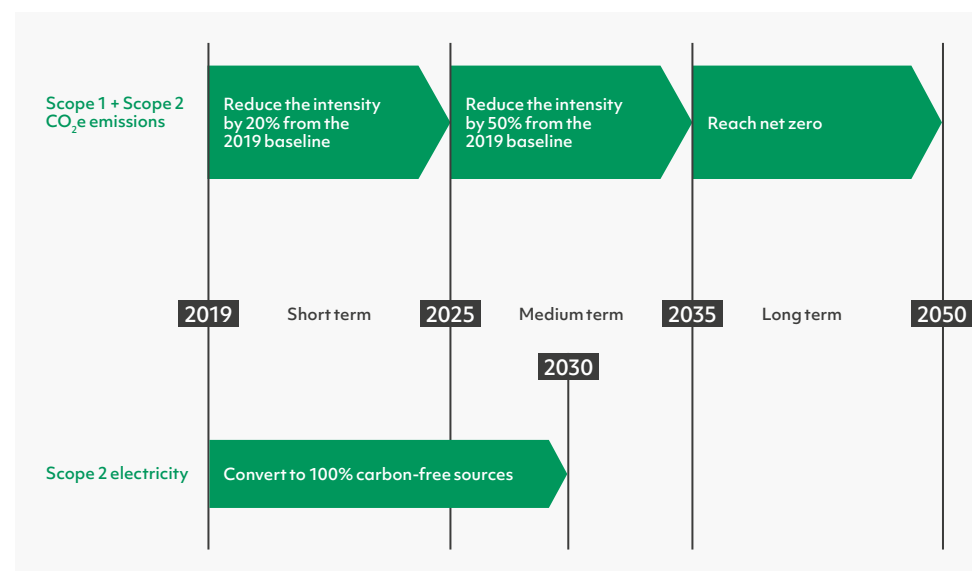 Scope 1 + Scope 2
CO₂e emissions
Reduce the intensity
by 20% from the
2019 baseline
Reduce the intensity
by 50% from the
2019 baseline
Reach net zero
2019
Short term
2025
Medium term
2035
Long term
2050
2030
Scope 2 electricity
Convert to 100% carbon-free sources